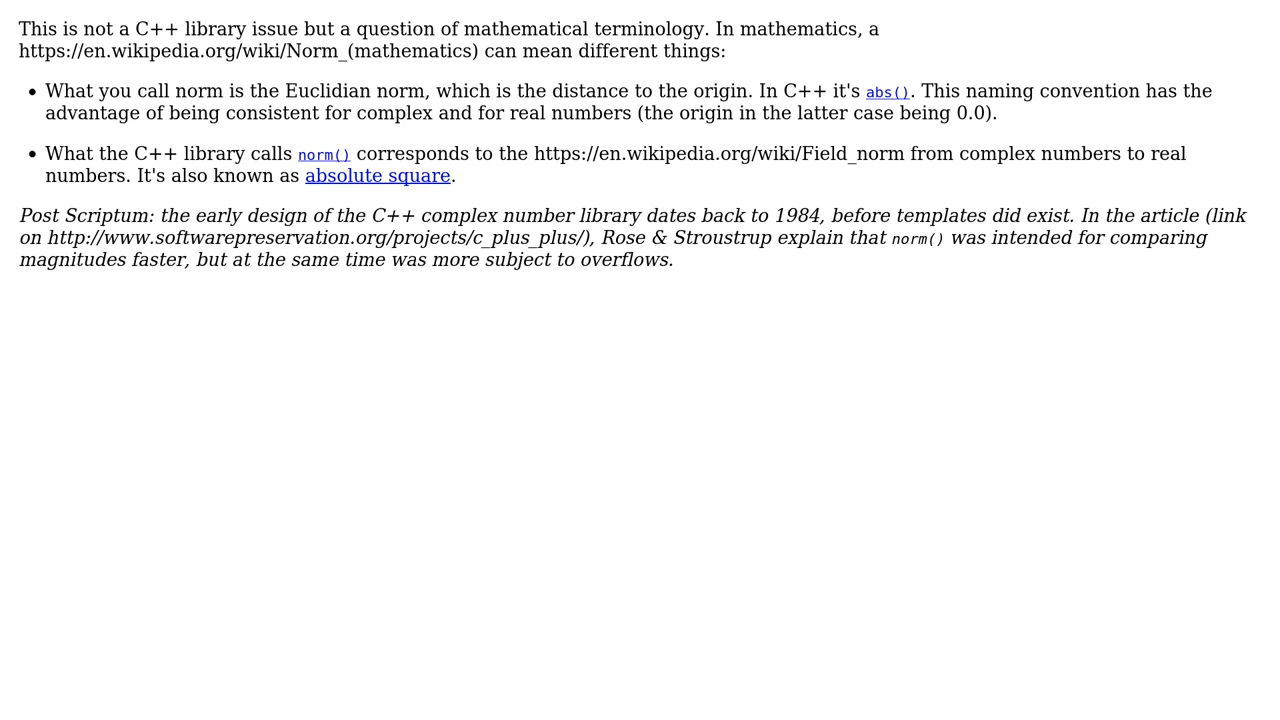 This is not a C++ library issue but a question of mathematical terminology. In mathematics, a
https://en.wikipedia.org/wiki/Norm_(mathematics) can mean different things:
• What you call norm is the Euclidian norm, which is the distance to the origin. In C++ it's abs(). This naming convention has the
advantage of being consistent for complex and for real numbers (the origin in the latter case being 0.0).
• What the C++ library calls norm() corresponds to the https://en.wikipedia.org/wiki/Field_norm from complex numbers to real
numbers. It's also known as absolute square.
Post Scriptum: the early design of the C++ complex number library dates back to 1984, before templates did exist. In the article (link
on http://www.softwarepreservation.org/projects/c_plus_plus/), Rose & Stroustrup explain that norm() was intended for comparing
magnitudes faster, but at the same time was more subject to overflows.